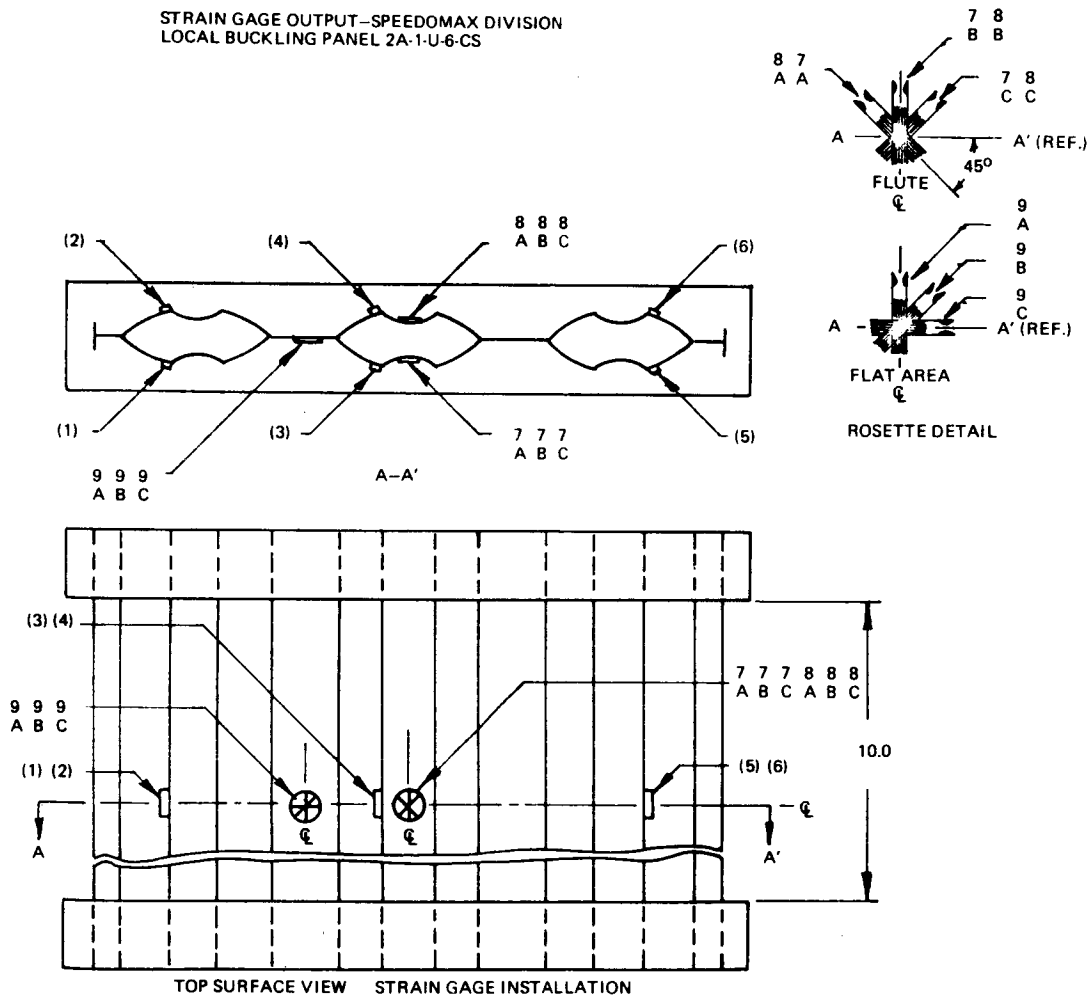 STRAIN GAGE OUTPUT–SPEEDOMAX DIVISION
LOCAL BUCKLING PANEL 2A-1-U-6-CS
7 8
B B
8 7
A A
7 8
C C
A
A' (REF.)
45°
FLUTE
℄
9
A
9
B
9
C
A
A' (REF.)
FLAT AREA
℄
ROSETTE DETAIL
(2)
(4)
8 8 8
A B C
(6)
(1)
(3)
7 7 7
A B C
(5)
9 9 9
A B C
A–A'
(3) (4)
7 7 7 8 8 8
A B C A B C
9 9 9
A B C
10.0
(1) (2)
(5) (6)
℄
℄
℄
A
A'
TOP SURFACE VIEW STRAIN GAGE INSTALLATION